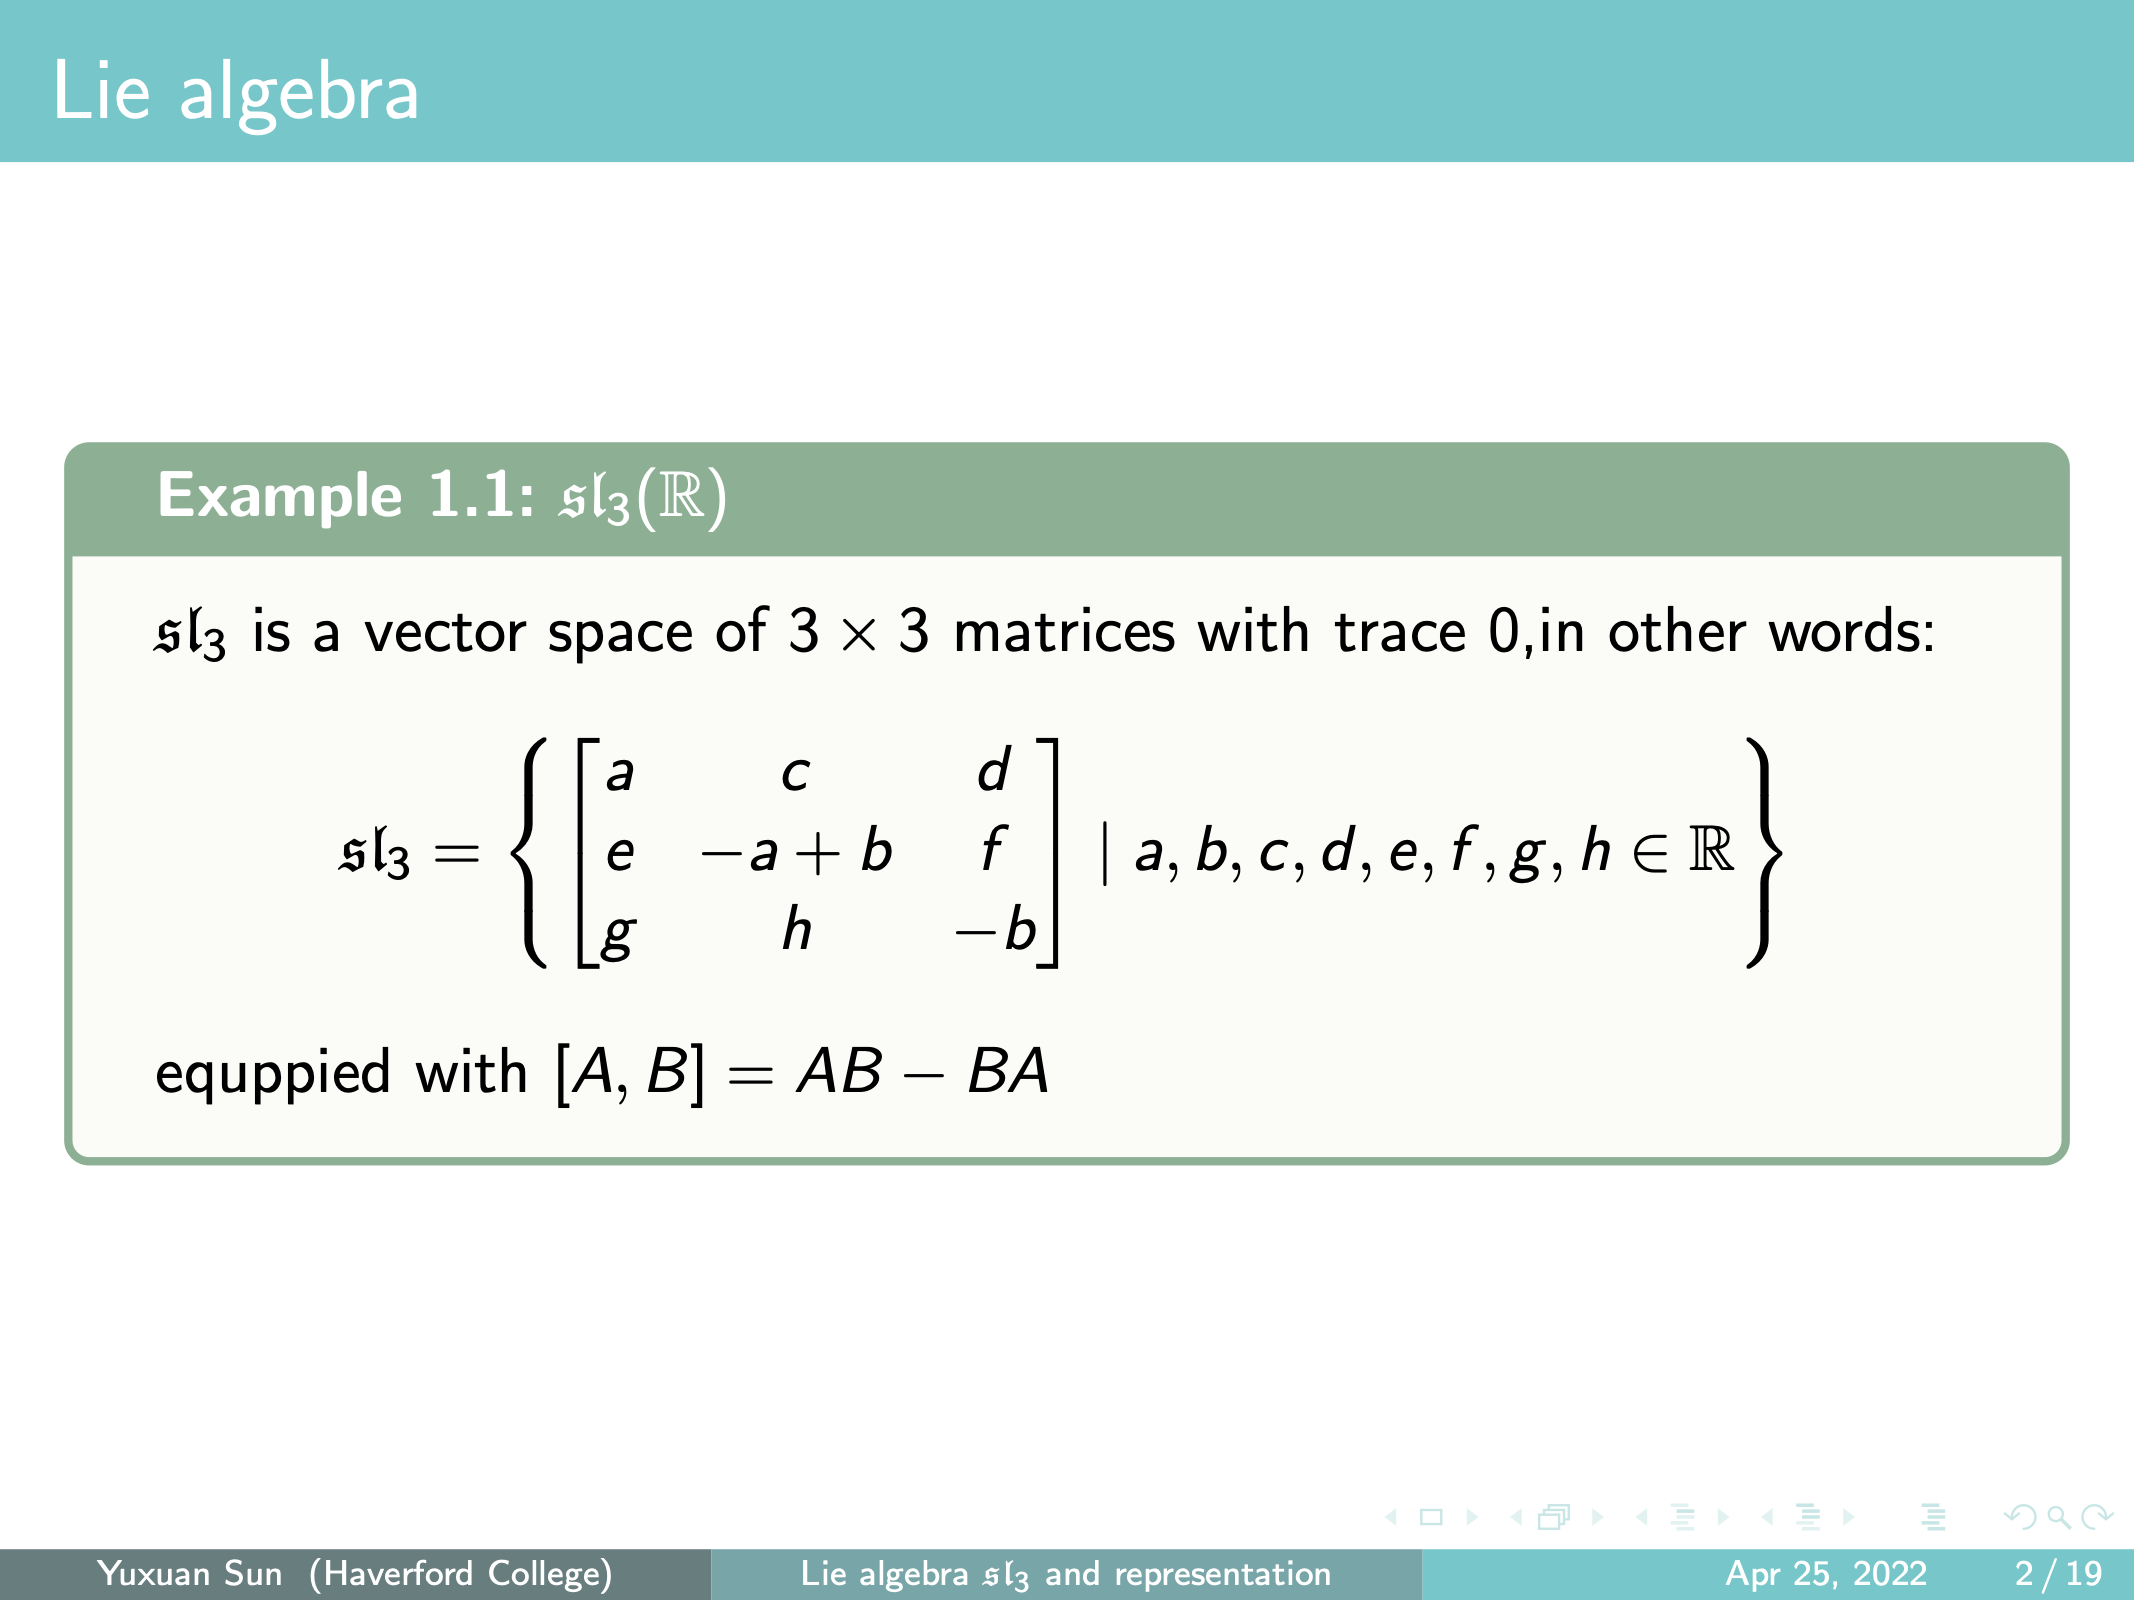 Lie algebra
Example 1.1: 𝔰𝔩₃(ℝ)
𝔰𝔩₃ is a vector space of 3 × 3 matrices with trace 0,in other words:
𝔰𝔩₃ = { [ a c d
e −a + b f
g h −b ] | a, b, c, d, e, f, g, h ∈ ℝ }
equppied with [A, B] = AB − BA
Yuxuan Sun (Haverford College) Lie algebra 𝔰𝔩₃ and representation Apr 25, 2022 2 / 19